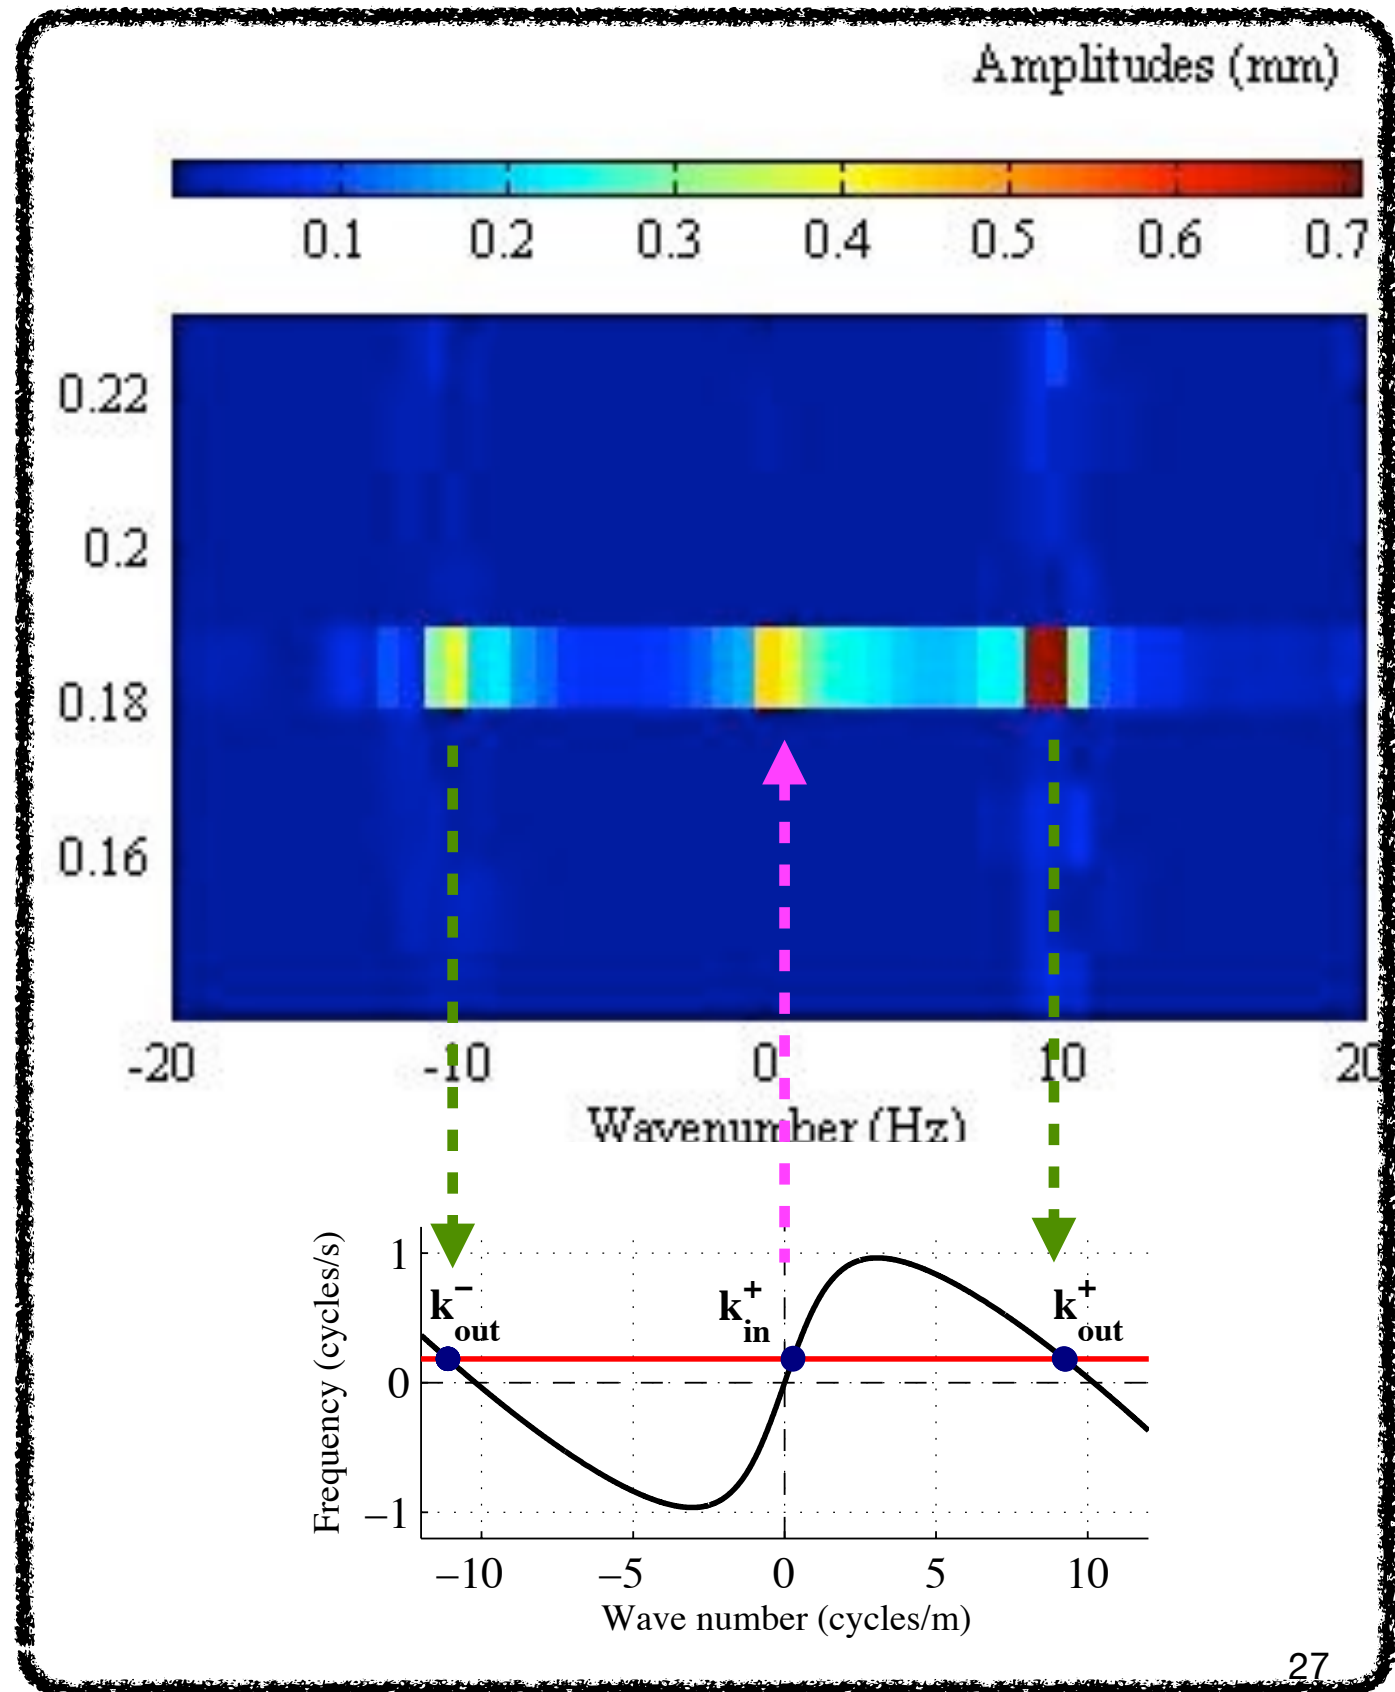 Amplitudes (mm)
0.1 0.2 0.3 0.4 0.5 0.6 0.7
0.22
0.2
0.18
0.16
-20 -10 0 10 20
Wavenumber (Hz)
Frequency (cycles/s)
1
0
−1
k−out k+in k+out
−10 −5 0 5 10
Wave number (cycles/m)
27